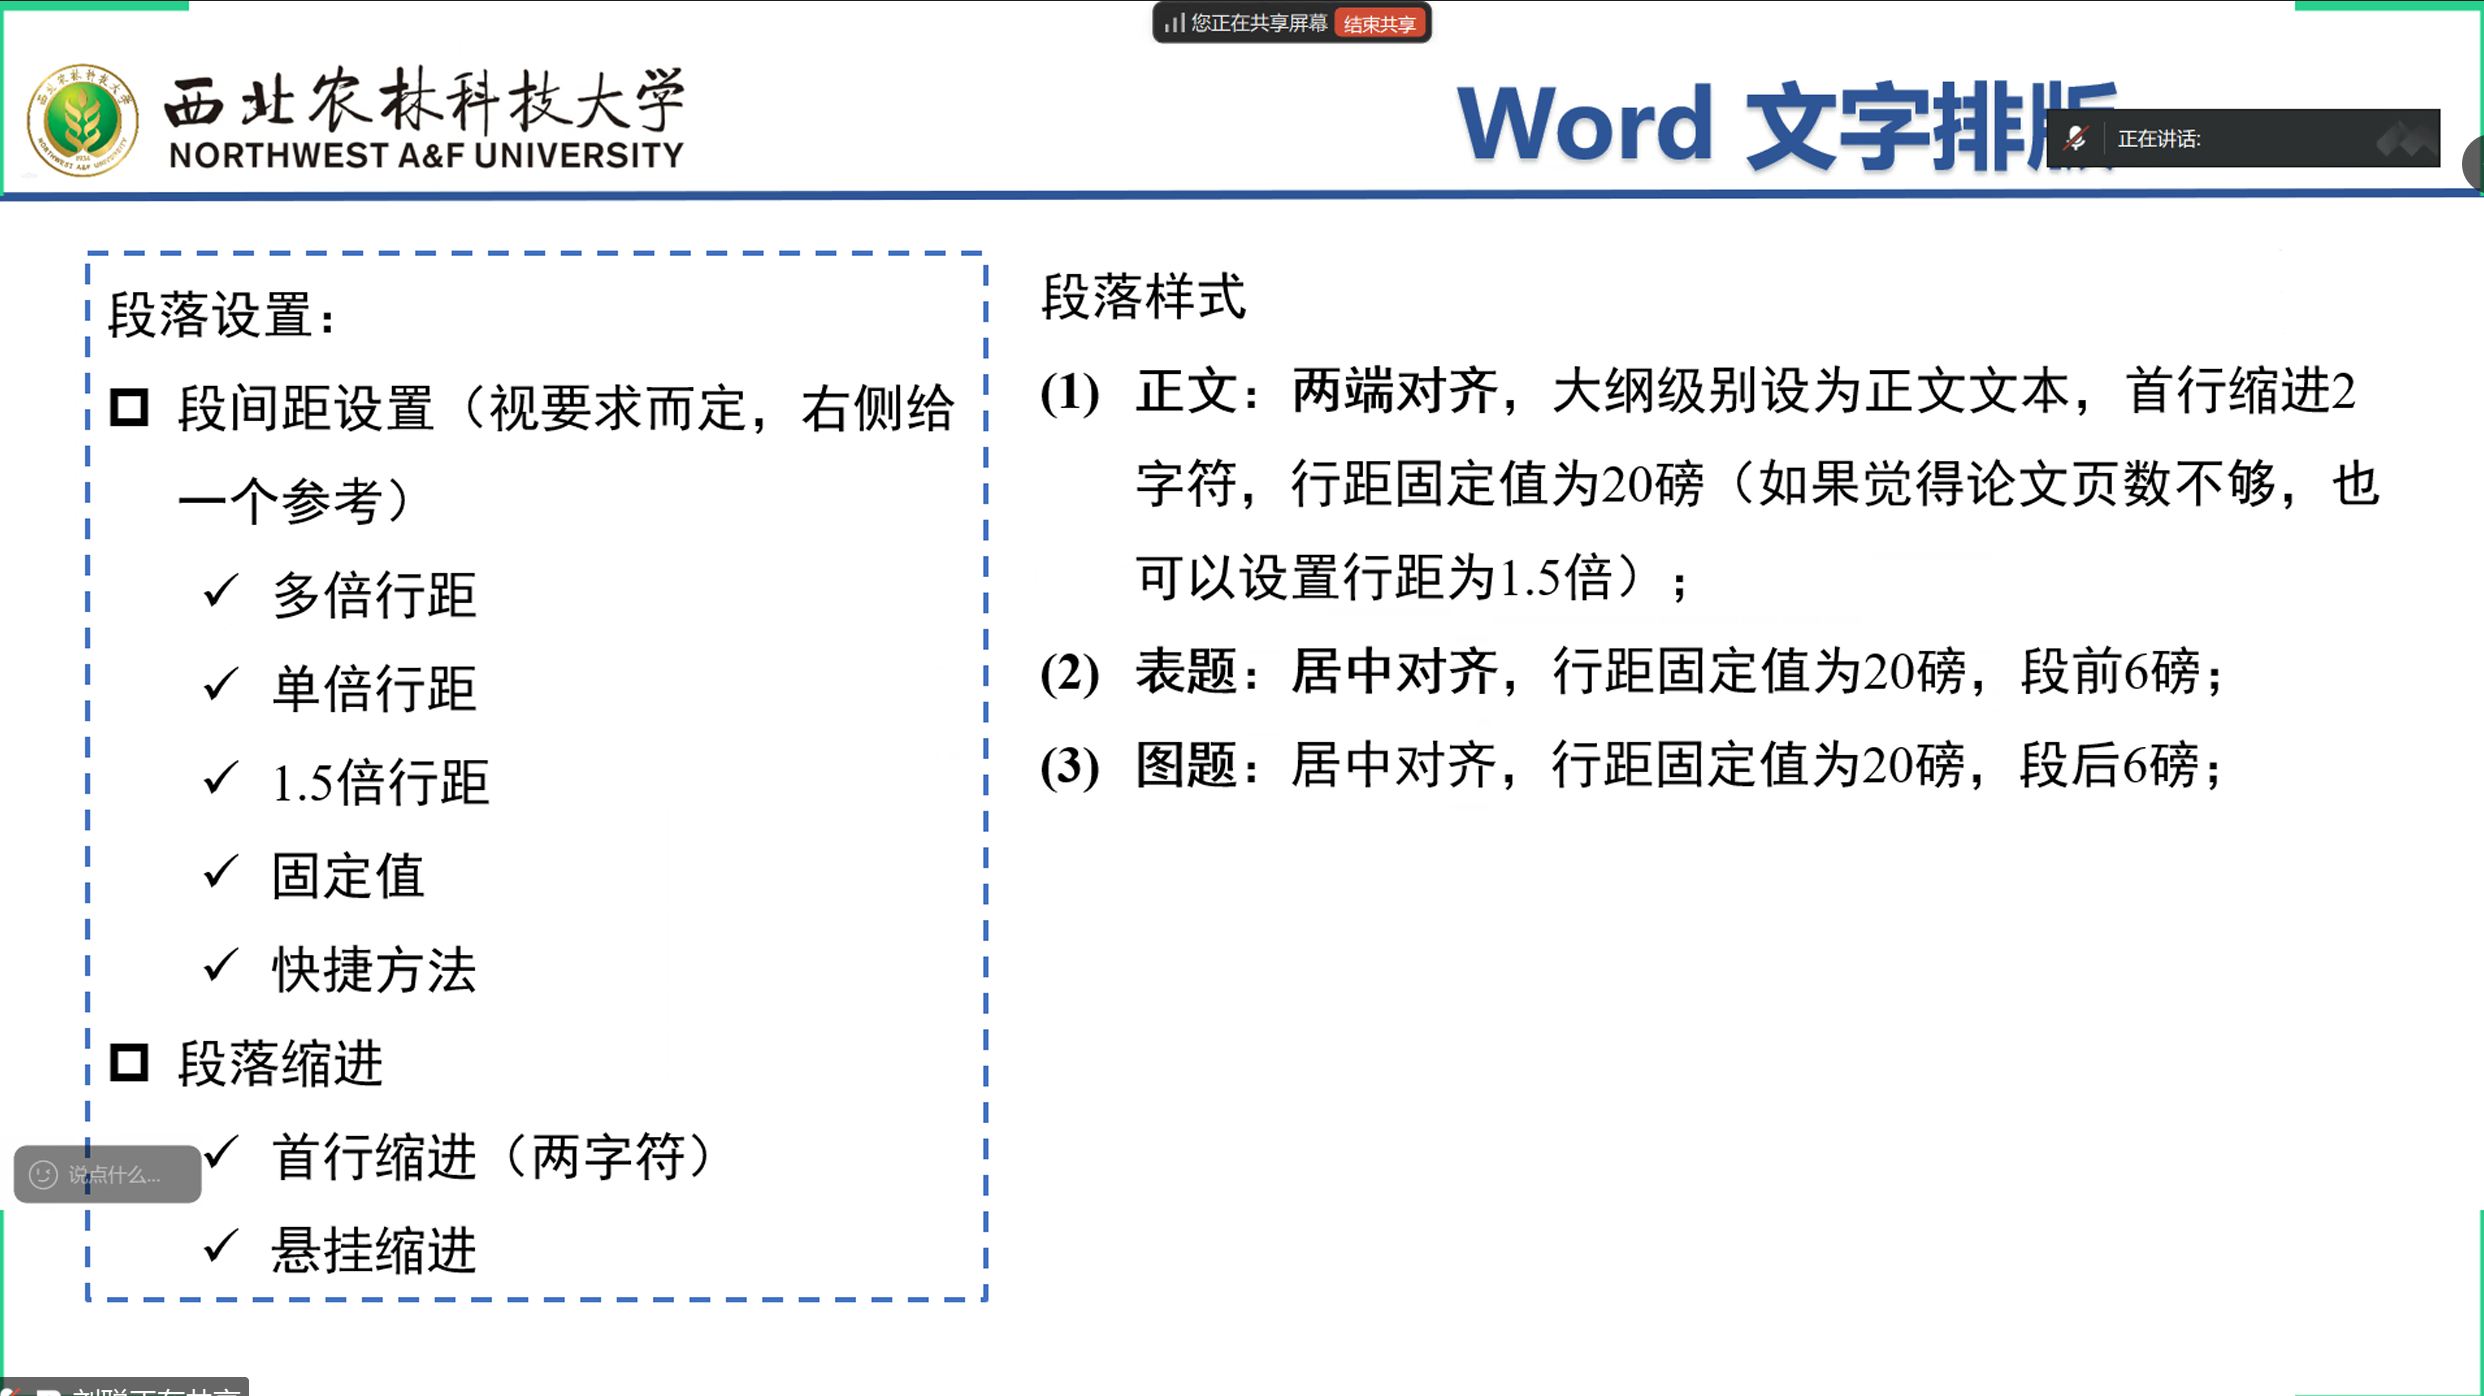 您正在共享屏幕 结束共享
西北农林科技大学
NORTHWEST A&F UNIVERSITY
Word 文字排版
正在讲话:
段落设置：
段间距设置（视要求而定，右侧给
一个参考）
✓ 多倍行距
✓ 单倍行距
✓ 1.5倍行距
✓ 固定值
✓ 快捷方法
段落缩进
✓ 首行缩进（两字符）
✓ 悬挂缩进
段落样式
(1) 正文：两端对齐，大纲级别设为正文文本，首行缩进2
字符，行距固定值为20磅（如果觉得论文页数不够，也
可以设置行距为1.5倍）；
(2) 表题：居中对齐，行距固定值为20磅，段前6磅；
(3) 图题：居中对齐，行距固定值为20磅，段后6磅；
说点什么...